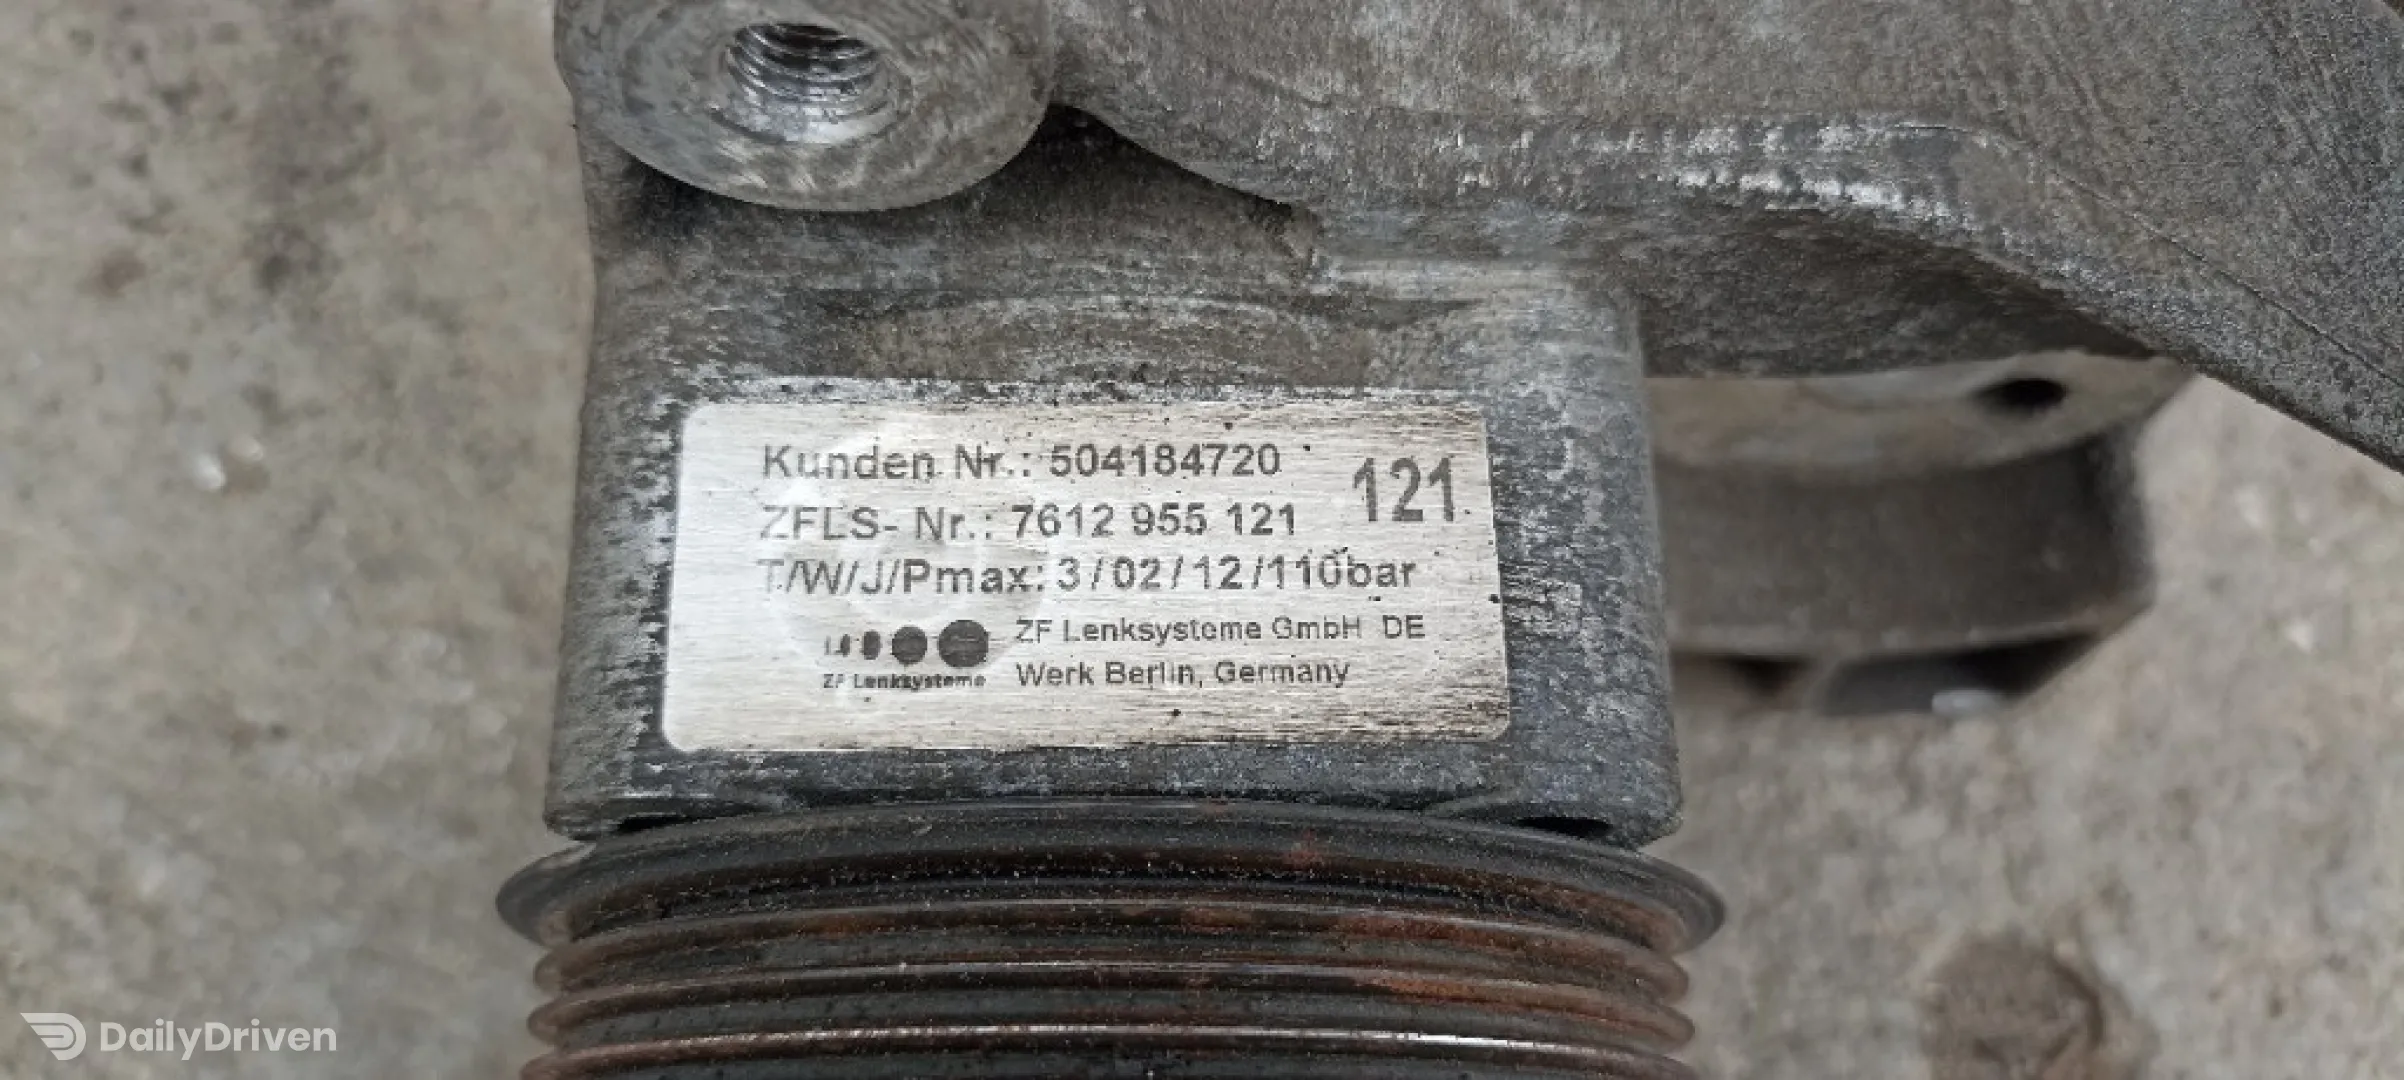 Kunden Nr.: 504184720
121
ZFLS- Nr.: 7612 955 121
T/W/J/Pmax: 3/02/12/110bar
ZF Lenksysteme GmbH DE
ZF Lenksysteme
Werk Berlin, Germany
DailyDriven